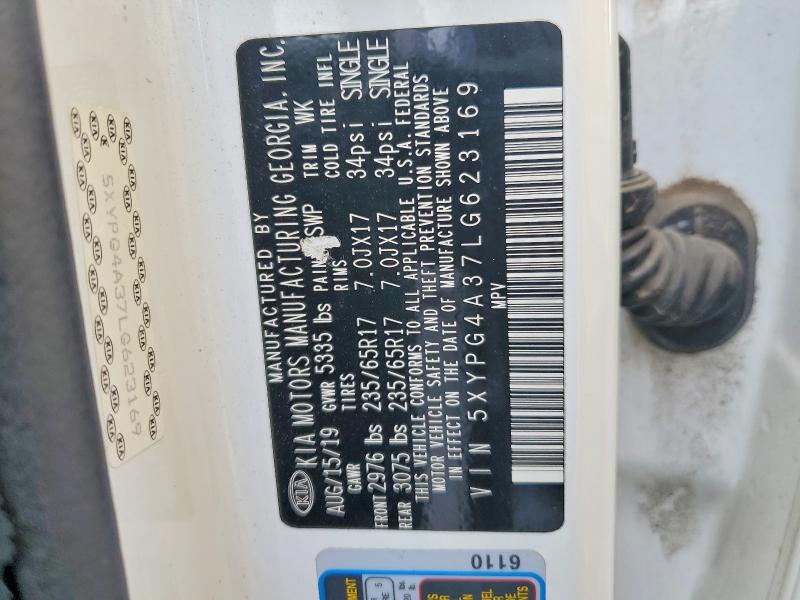 MANUFACTURED BY
KIA KIA MOTORS MANUFACTURING GEORGIA, INC.
AUG/15/19 GVWR 5335 lbs PAIN SWP TRIM WK
GAWR TIRES RIMS COLD TIRE INFL
FRONT 2976 lbs 235/65R17 7.0JX17 34psi SINGLE
REAR 3075 lbs 235/65R17 7.0JX17 34psi SINGLE
THIS VEHICLE CONFORMS TO ALL APPLICABLE U.S.A. FEDERAL
MOTOR VEHICLE SAFETY AND THEFT PREVENTION STANDARDS
IN EFFECT ON THE DATE OF MANUFACTURE SHOWN ABOVE
VIN 5XYPG4A37LG623169
MPV
5XYPG4A37LG623169
6110